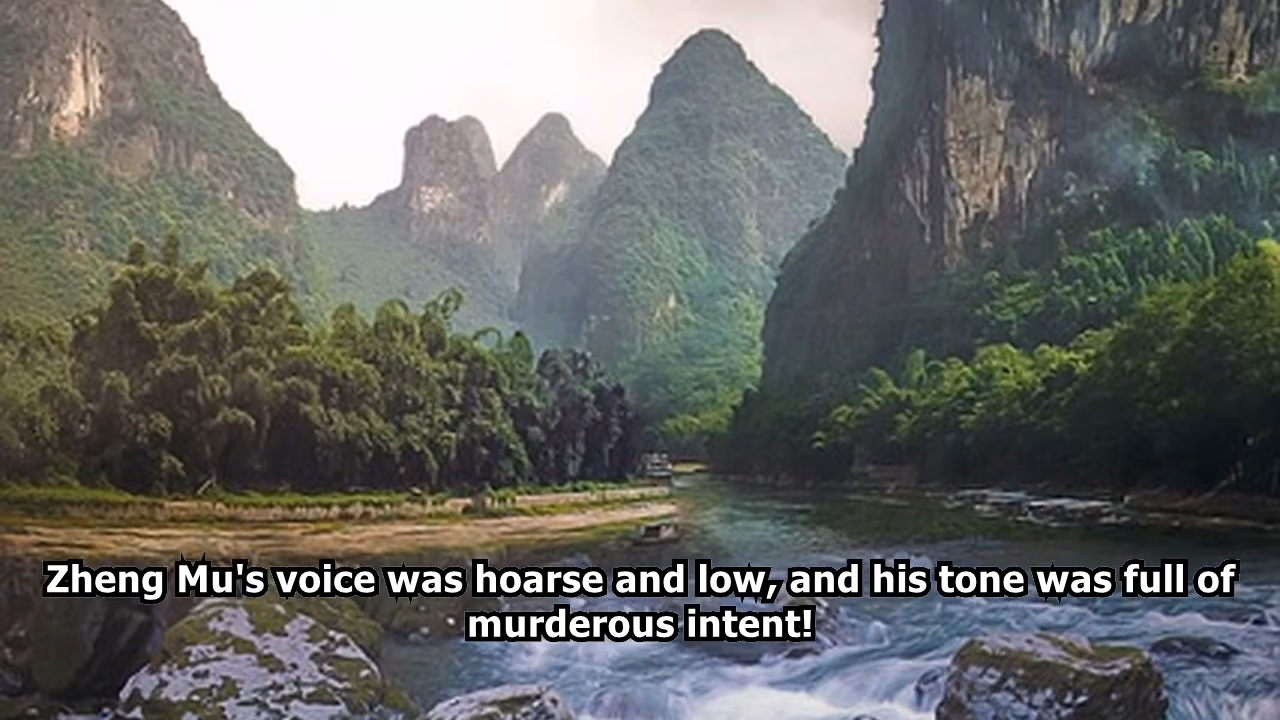 Zheng Mu's voice was hoarse and low, and his tone was full of
murderous intent!